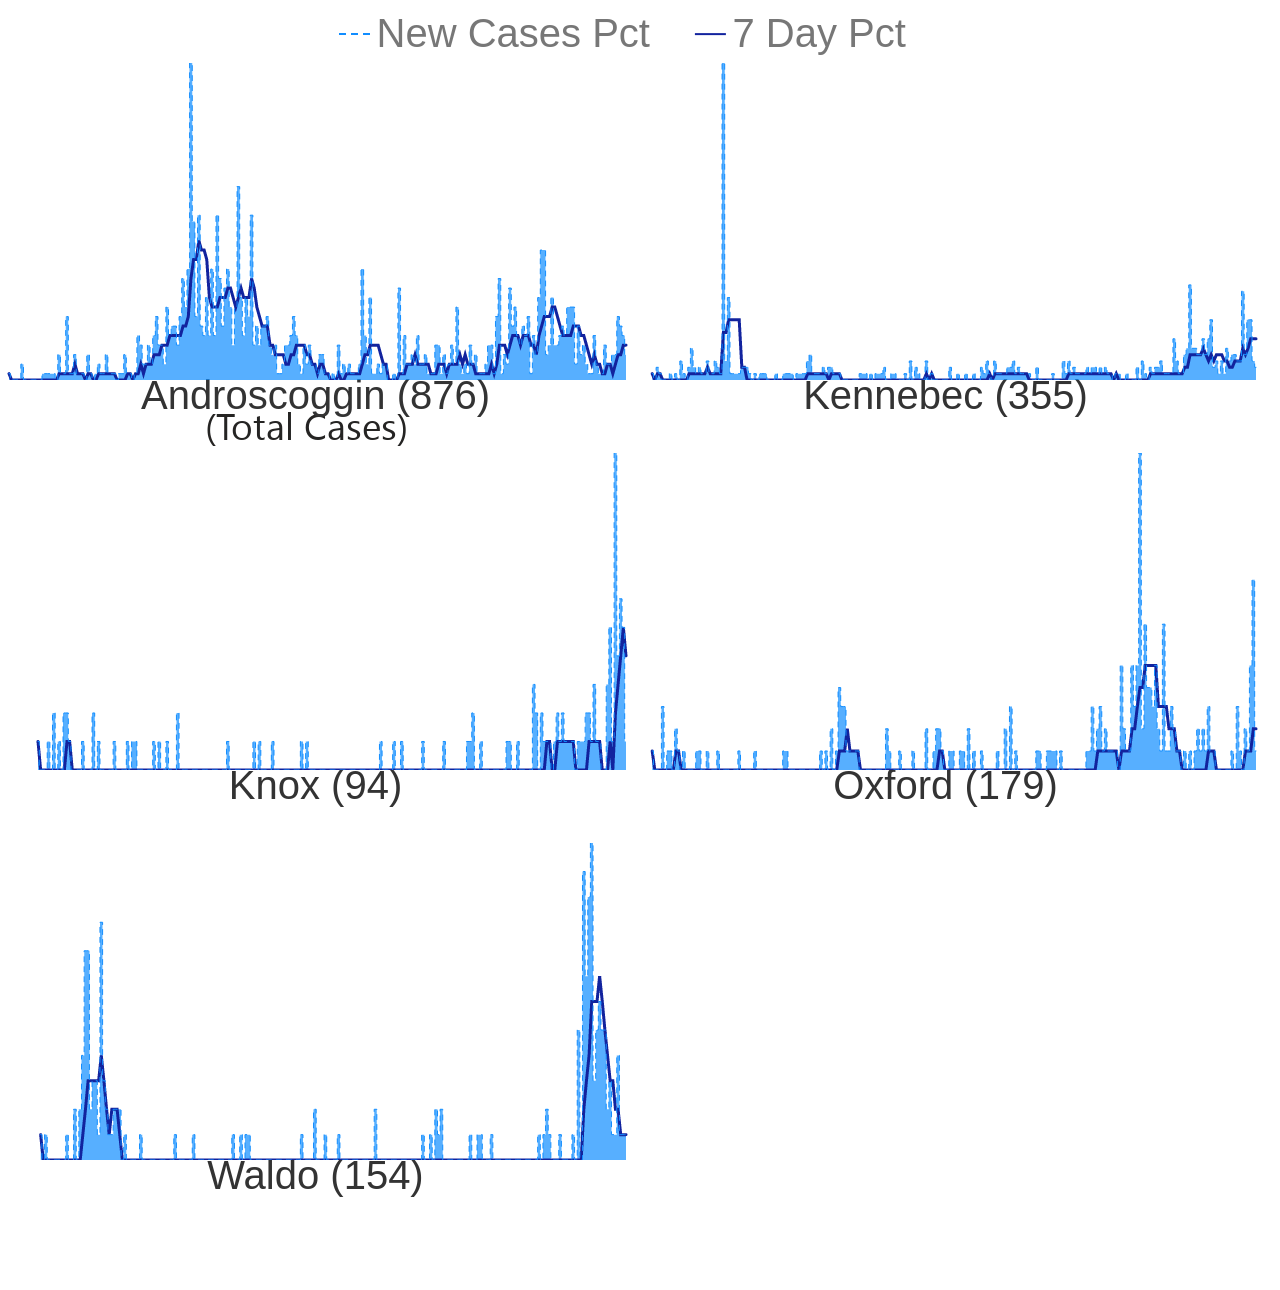 New Cases Pct 7 Day Pct
Androscoggin (876)
(Total Cases)
Kennebec (355)
Knox (94)
Oxford (179)
Waldo (154)